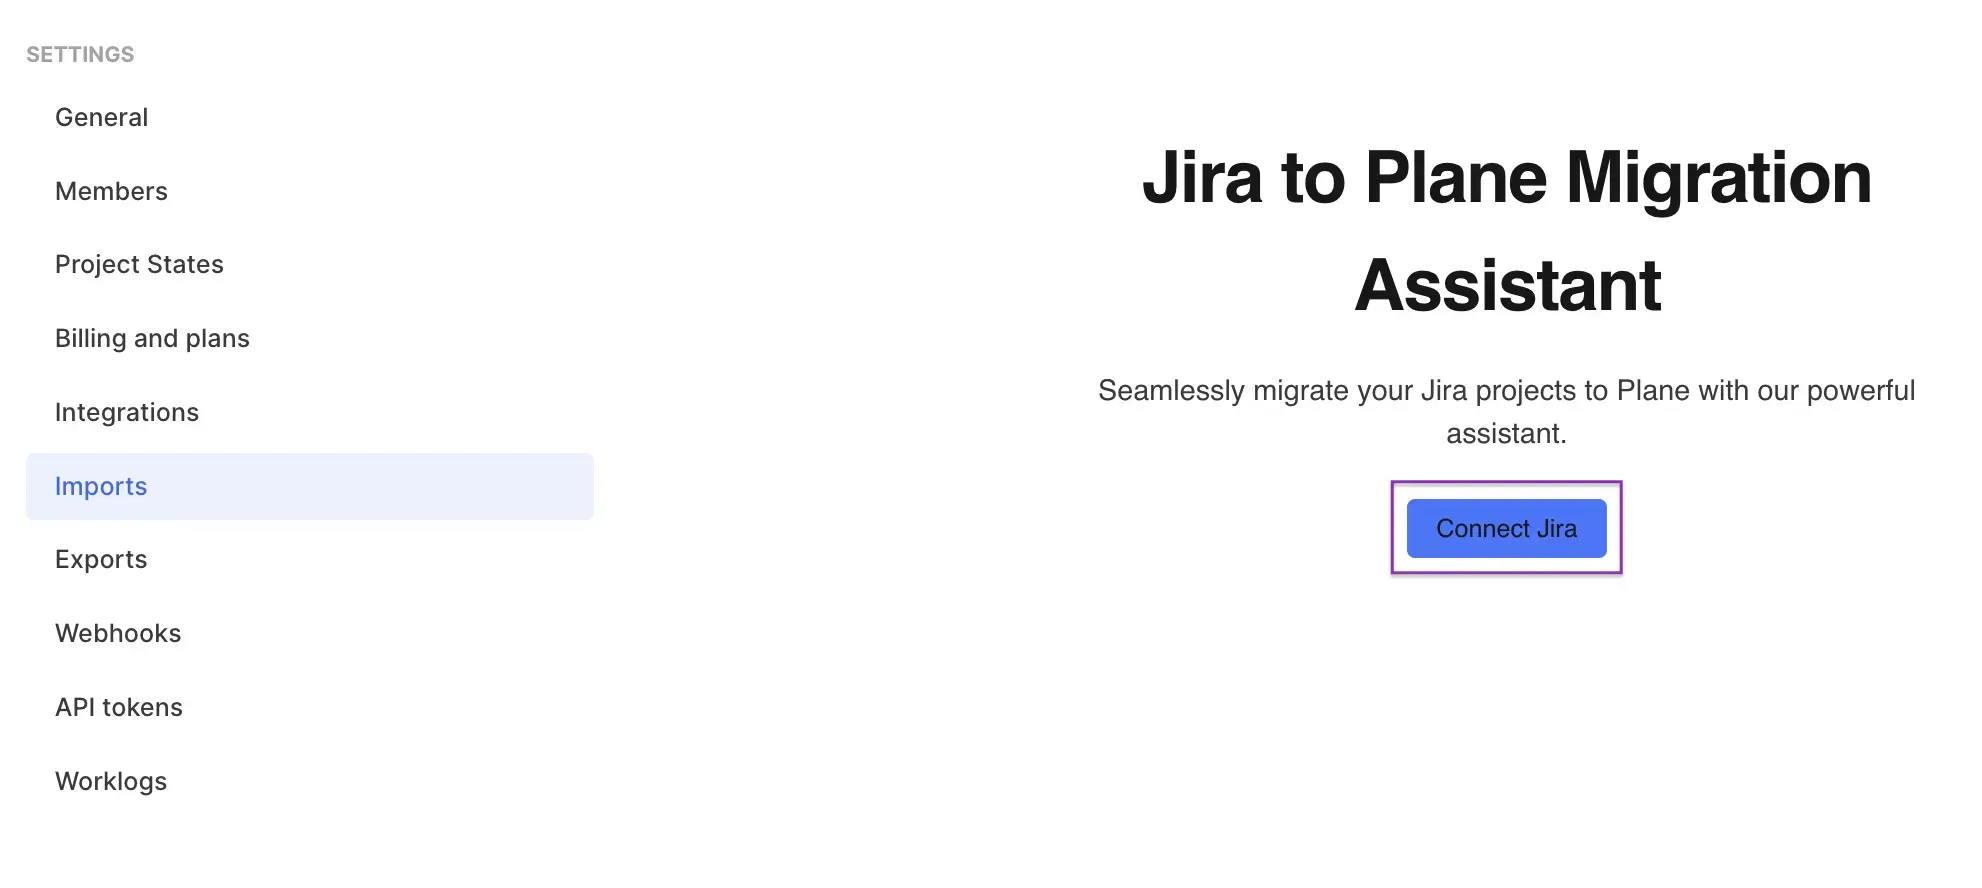 SETTINGS
General
Members
Project States
Billing and plans
Integrations
Imports
Exports
Webhooks
API tokens
Worklogs
Jira to Plane Migration
Assistant
Seamlessly migrate your Jira projects to Plane with our powerful
assistant.
Connect Jira